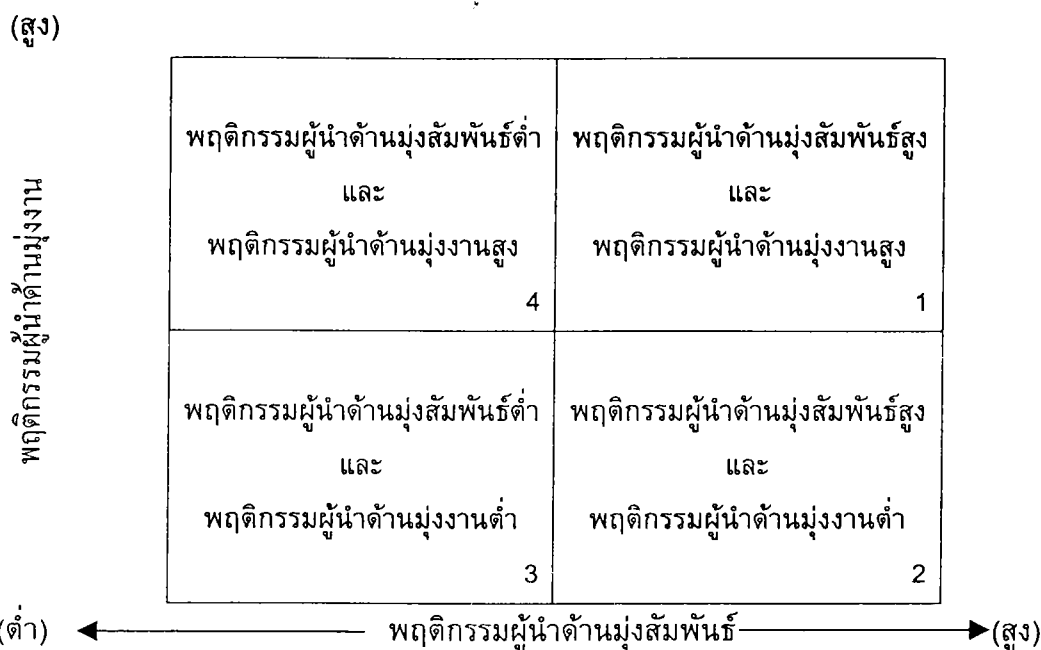 (สูง)
พฤติกรรมผู้นำด้านมุ่งงาน
พฤติกรรมผู้นำด้านมุ่งสัมพันธ์ต่ำ
และ
พฤติกรรมผู้นำด้านมุ่งงานสูง
4
พฤติกรรมผู้นำด้านมุ่งสัมพันธ์สูง
และ
พฤติกรรมผู้นำด้านมุ่งงานสูง
1
พฤติกรรมผู้นำด้านมุ่งสัมพันธ์ต่ำ
และ
พฤติกรรมผู้นำด้านมุ่งงานต่ำ
3
พฤติกรรมผู้นำด้านมุ่งสัมพันธ์สูง
และ
พฤติกรรมผู้นำด้านมุ่งงานต่ำ
2
(ต่ำ) พฤติกรรมผู้นำด้านมุ่งสัมพันธ์ (สูง)